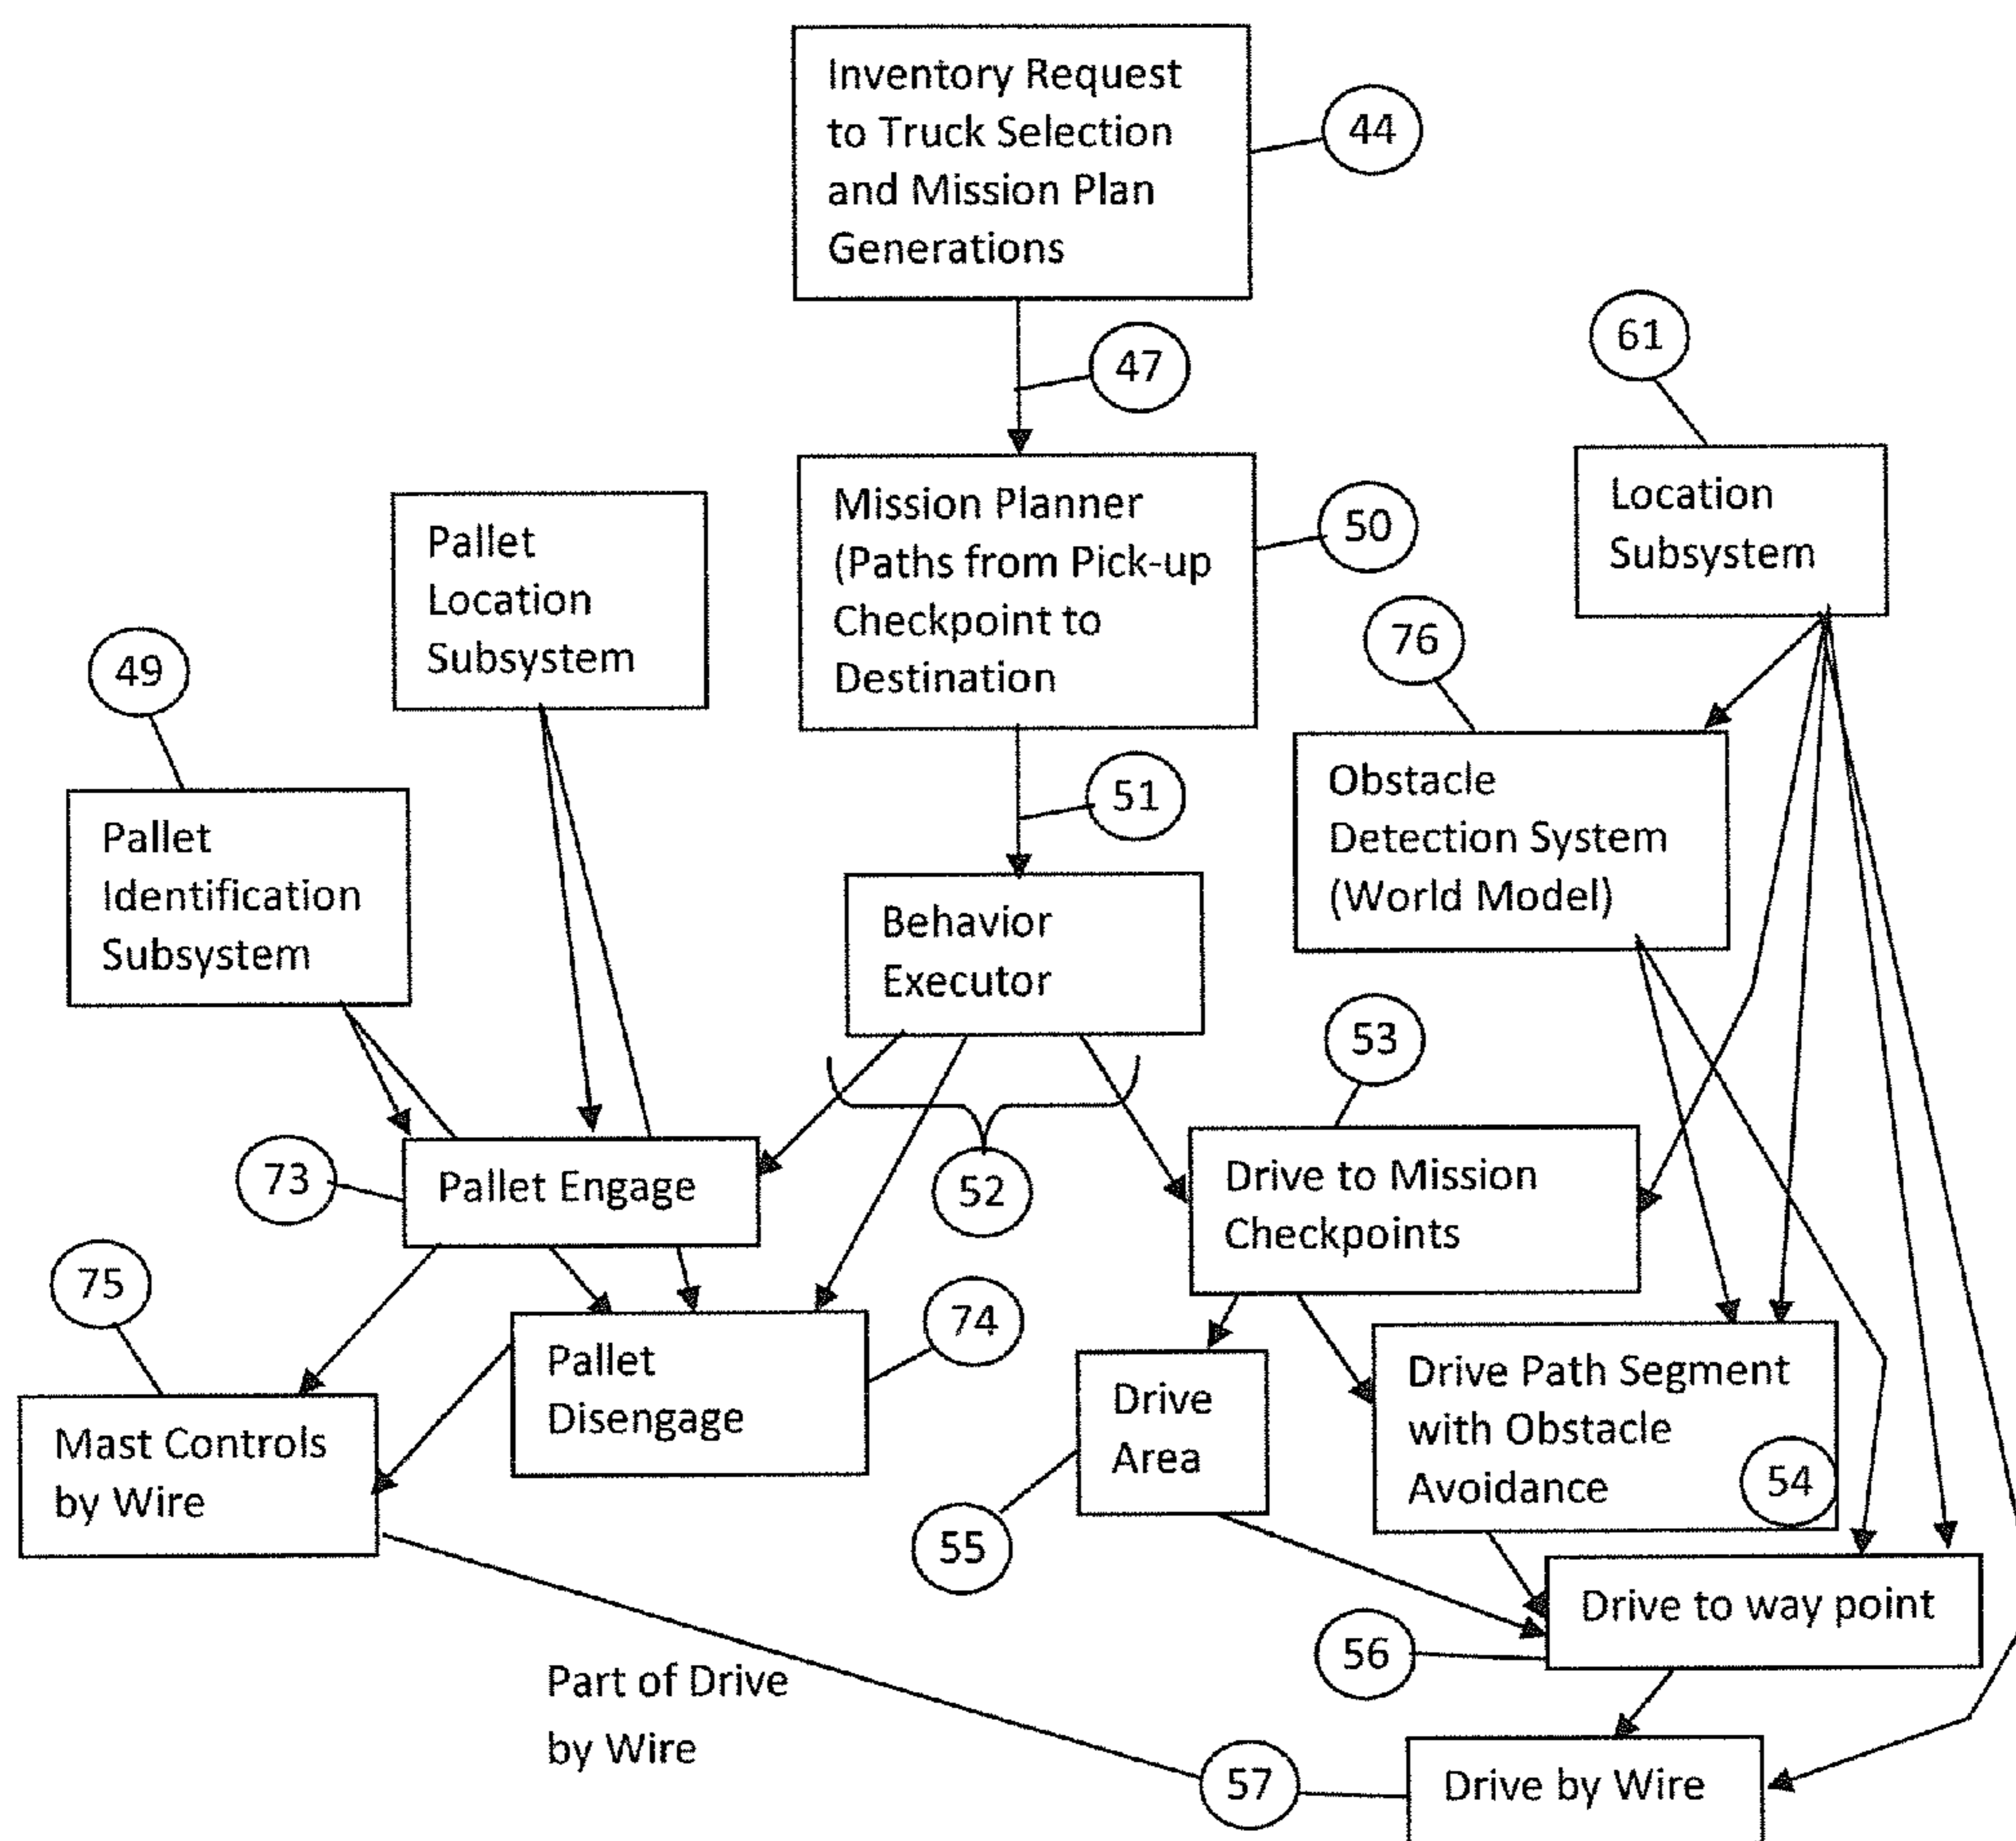 Inventory Request
to Truck Selection
and Mission Plan
Generations
44
47
61
Mission Planner
(Paths from Pick-up
Checkpoint to
Destination
50
Location
Subsystem
Pallet
Location
Subsystem
76
49
51
Obstacle
Detection System
(World Model)
Pallet
Identification
Subsystem
Behavior
Executor
53
73
Pallet Engage
52
Drive to Mission
Checkpoints
75
74
Pallet
Disengage
Mast Controls
by Wire
Drive
Area
Drive Path Segment
with Obstacle
Avoidance
54
55
Drive to way point
56
Part of Drive
by Wire
57
Drive by Wire